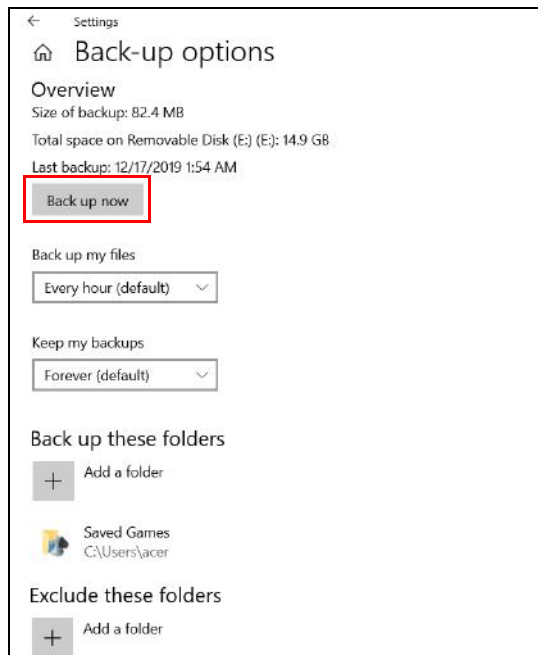 Settings
Back-up options
Overview
Size of backup: 82.4 MB
Total space on Removable Disk (E:) (E:): 14.9 GB
Last backup: 12/17/2019 1:54 AM
Back up now
Back up my files
Every hour (default)
Keep my backups
Forever (default)
Back up these folders
Add a folder
Saved Games
C:\Users\acer
Exclude these folders
Add a folder